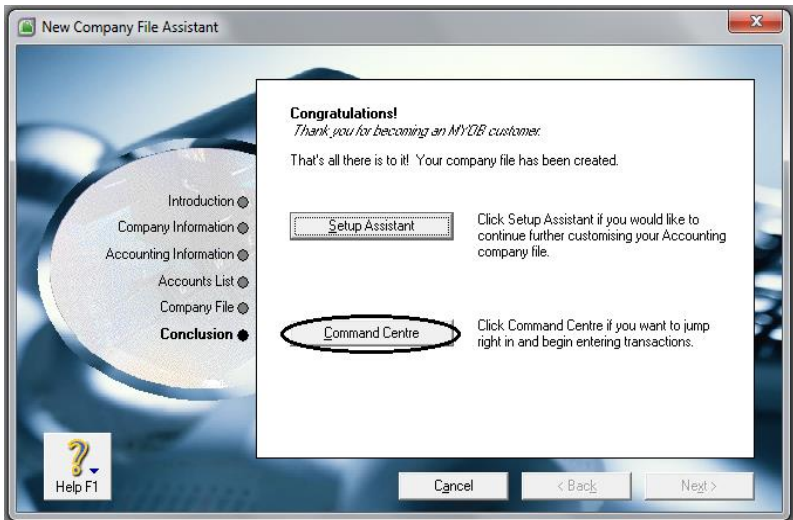 New Company File Assistant
Congratulations!
Thank you for becoming an MYOB customer.
That's all there is to it! Your company file has been created.
Introduction
Company Information
Accounting Information
Accounts List
Company File
Conclusion
Setup Assistant
Click Setup Assistant if you would like to
continue further customising your Accounting
company file.
Command Centre
Click Command Centre if you want to jump
right in and begin entering transactions.
Help F1
Cancel
< Back
Next >